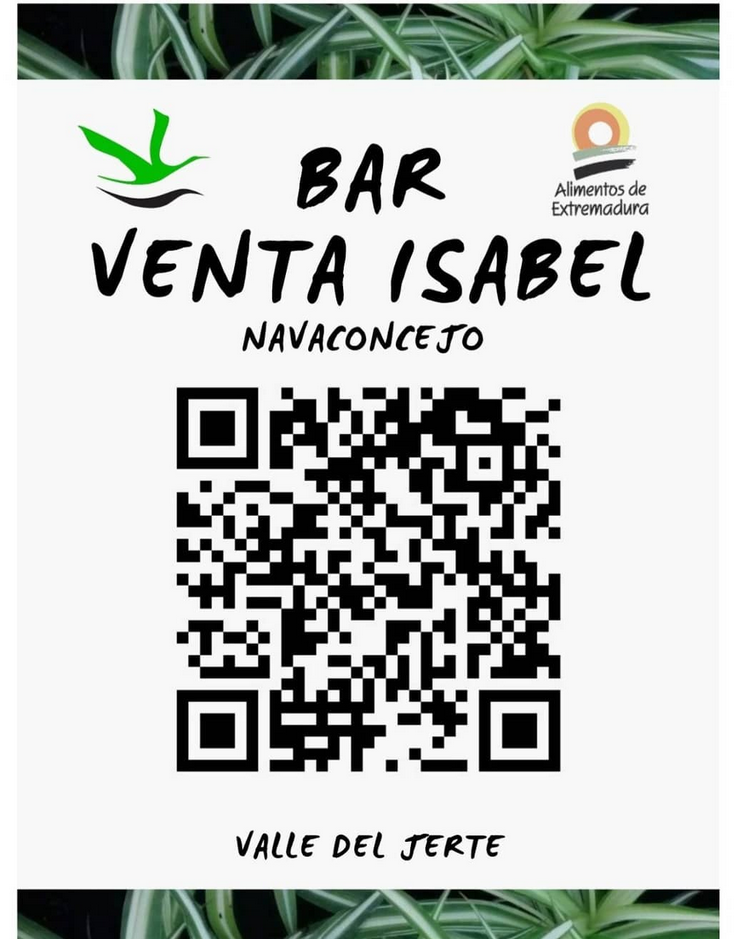 BAR
Alimentos de
Extremadura
VENTA ISABEL
NAVACONCEJO
VALLE DEL JERTE